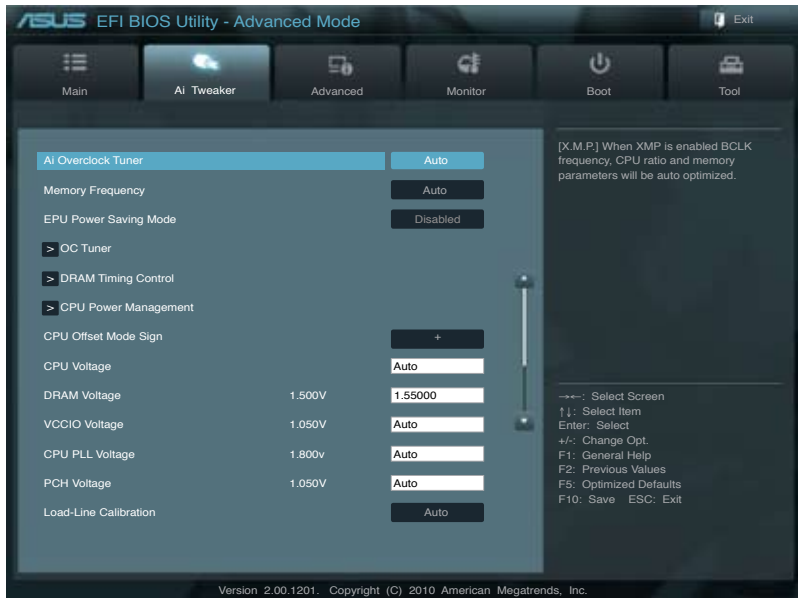 ASUS EFI BIOS Utility - Advanced Mode
Exit
Main
Ai Tweaker
Advanced
Monitor
Boot
Tool
Ai Overclock Tuner Auto
Memory Frequency Auto
EPU Power Saving Mode Disabled
> OC Tuner
> DRAM Timing Control
> CPU Power Management
CPU Offset Mode Sign +
CPU Voltage Auto
DRAM Voltage 1.500V 1.55000
VCCIO Voltage 1.050V Auto
CPU PLL Voltage 1.800v Auto
PCH Voltage 1.050V Auto
Load-Line Calibration Auto
[X.M.P.] When XMP is enabled BCLK
frequency, CPU ratio and memory
parameters will be auto optimized.
→←: Select Screen
↑↓: Select Item
Enter: Select
+/-: Change Opt.
F1: General Help
F2: Previous Values
F5: Optimized Defaults
F10: Save ESC: Exit
Version 2.00.1201. Copyright (C) 2010 American Megatrends, Inc.